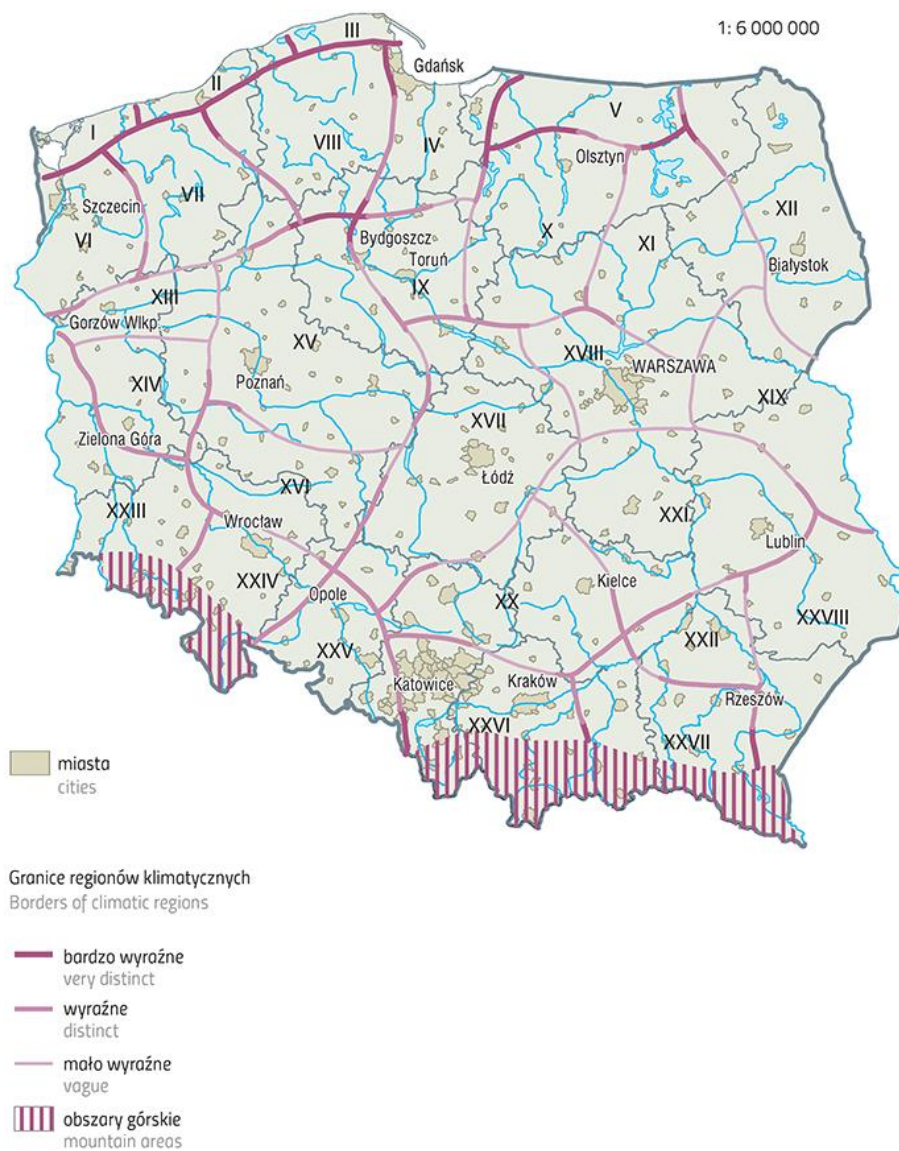 1: 6 000 000
III
Gdańsk
II
I
V
VIII
IV
Olsztyn
VII
Szczecin
XII
VI
X
XI
Bydgoszcz
Toruń
Białystok
IX
XIII
Gorzów Wlkp.
XV
XVIII
WARSZAWA
Poznań
XIV
XIX
XVII
Zielona Góra
Łódź
XVI
XXIII
XXI
Wrocław
Lublin
XXIV
Kielce
Opole
XX
XXVIII
XXII
XXV
Katowice
Kraków
Rzeszów
XXVI
XXVII
miasta
cities
Granice regionów klimatycznych
Borders of climatic regions
bardzo wyraźne
very distinct
wyraźne
distinct
mało wyraźne
vague
obszary górskie
mountain areas